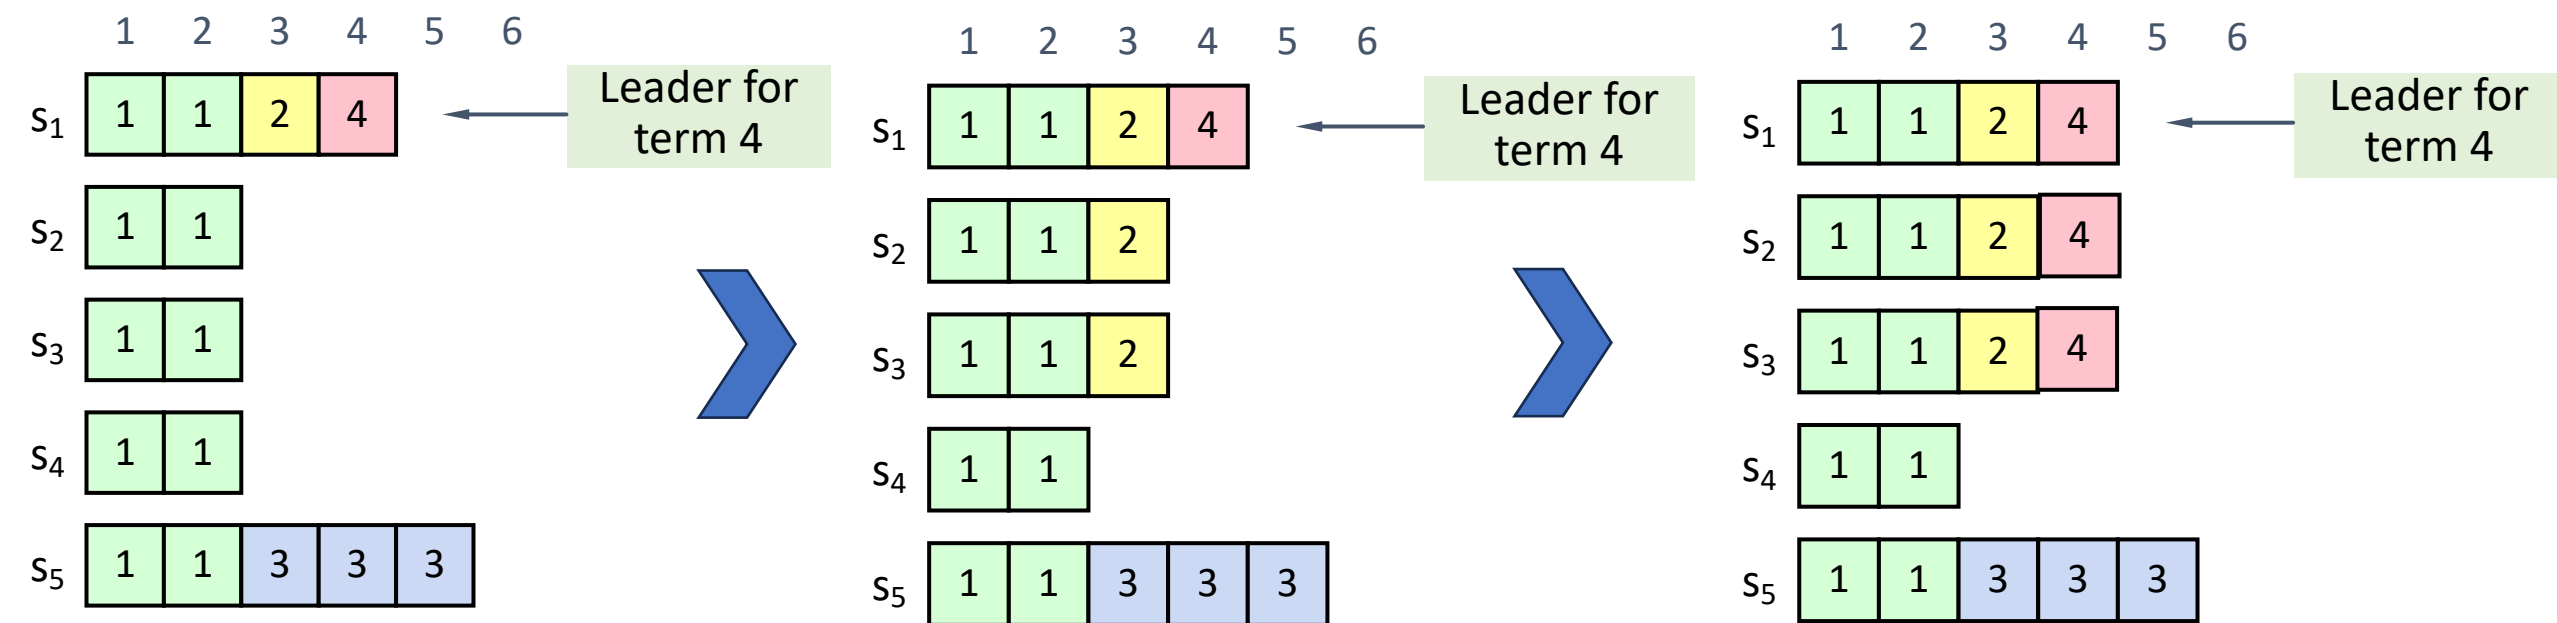 1 2 3 4 5 6
s1 1 1 2 4
Leader for
term 4
s2 1 1
s3 1 1
s4 1 1
s5 1 1 3 3 3
1 2 3 4 5 6
s1 1 1 2 4
Leader for
term 4
s2 1 1 2
s3 1 1 2
s4 1 1
s5 1 1 3 3 3
1 2 3 4 5 6
s1 1 1 2 4
Leader for
term 4
s2 1 1 2 4
s3 1 1 2 4
s4 1 1
s5 1 1 3 3 3